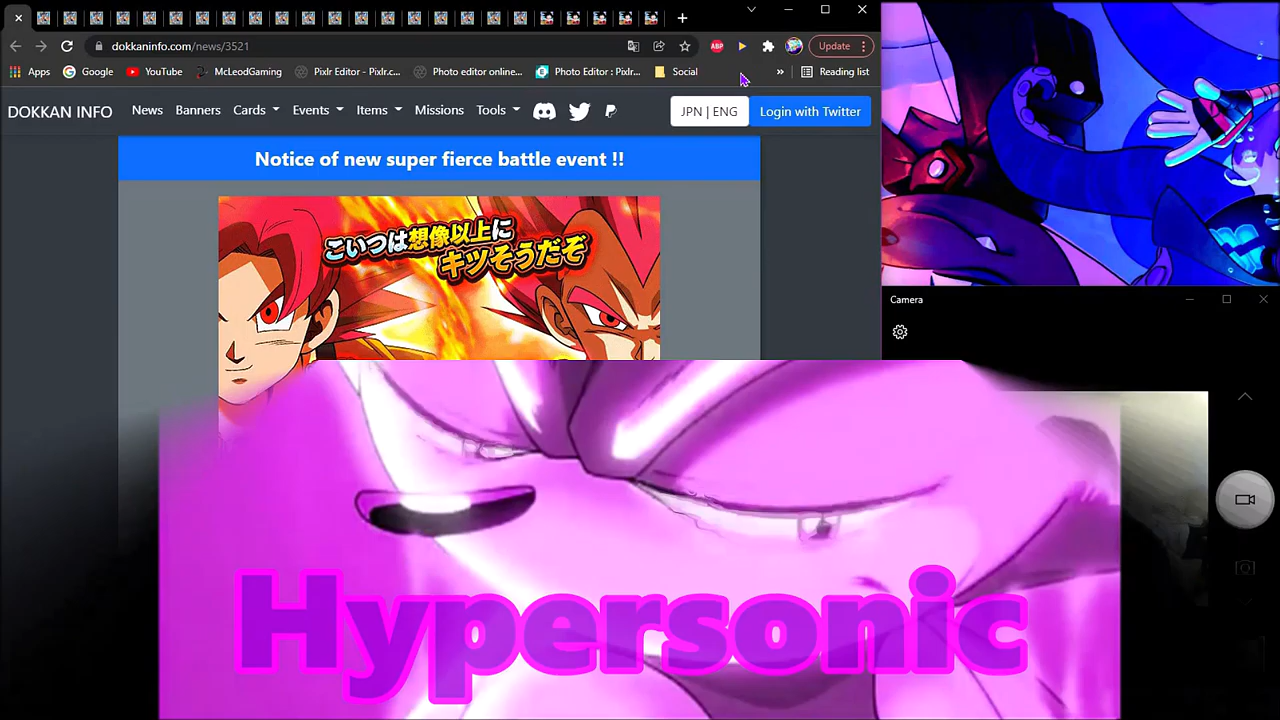 dokkaninfo.com/news/3521
Update
Apps
Google
YouTube
McLeodGaming
Pixlr Editor - Pixlr.c...
Photo editor online...
Photo Editor : Pixlr...
Social
»
Reading list
DOKKAN INFO
News
Banners
Cards
Events
Items
Missions
Tools
JPN | ENG
Login with Twitter
Notice of new super fierce battle event !!
こいつは想像以上に
キツそうだぞ
Camera
Hypersonic
ABP